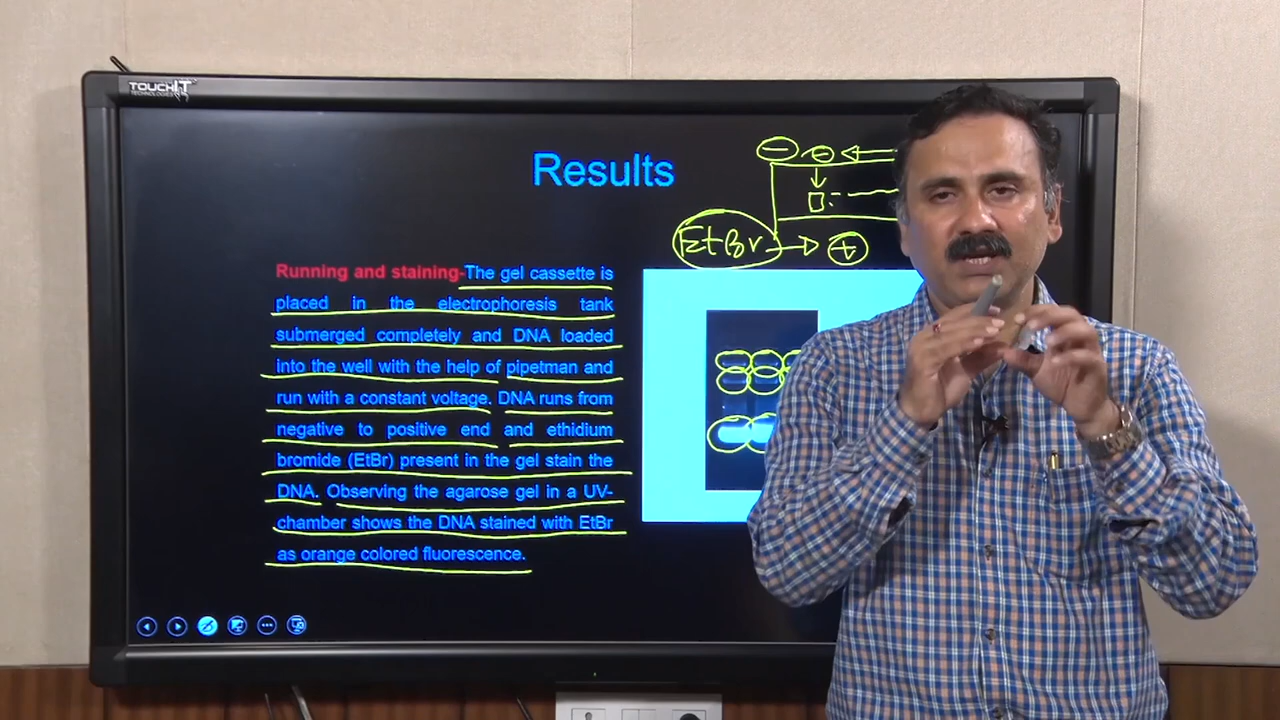 TOUCHIT
TECHNOLOGIES
Results
EtBr
Running and staining-The gel cassette is
placed in the electrophoresis tank
submerged completely and DNA loaded
into the well with the help of pipetman and
run with a constant voltage. DNA runs from
negative to positive end and ethidium
bromide (EtBr) present in the gel stain the
DNA. Observing the agarose gel in a UV-
chamber shows the DNA stained with EtBr
as orange colored fluorescence.